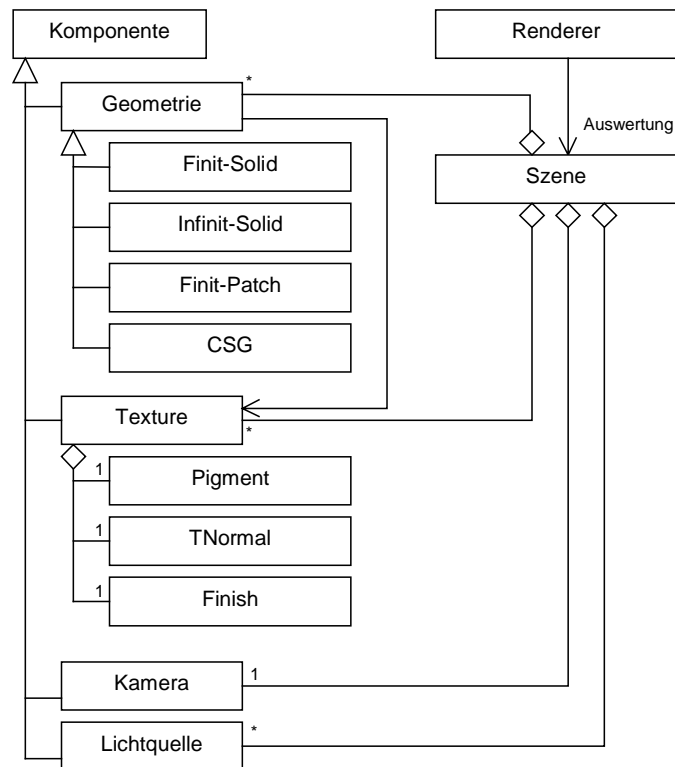 Komponente
Renderer
*
Geometrie
Auswertung
Finit-Solid
Szene
Infinit-Solid
Finit-Patch
CSG
Texture
*
1
Pigment
1
TNormal
1
Finish
Kamera
1
Lichtquelle
*